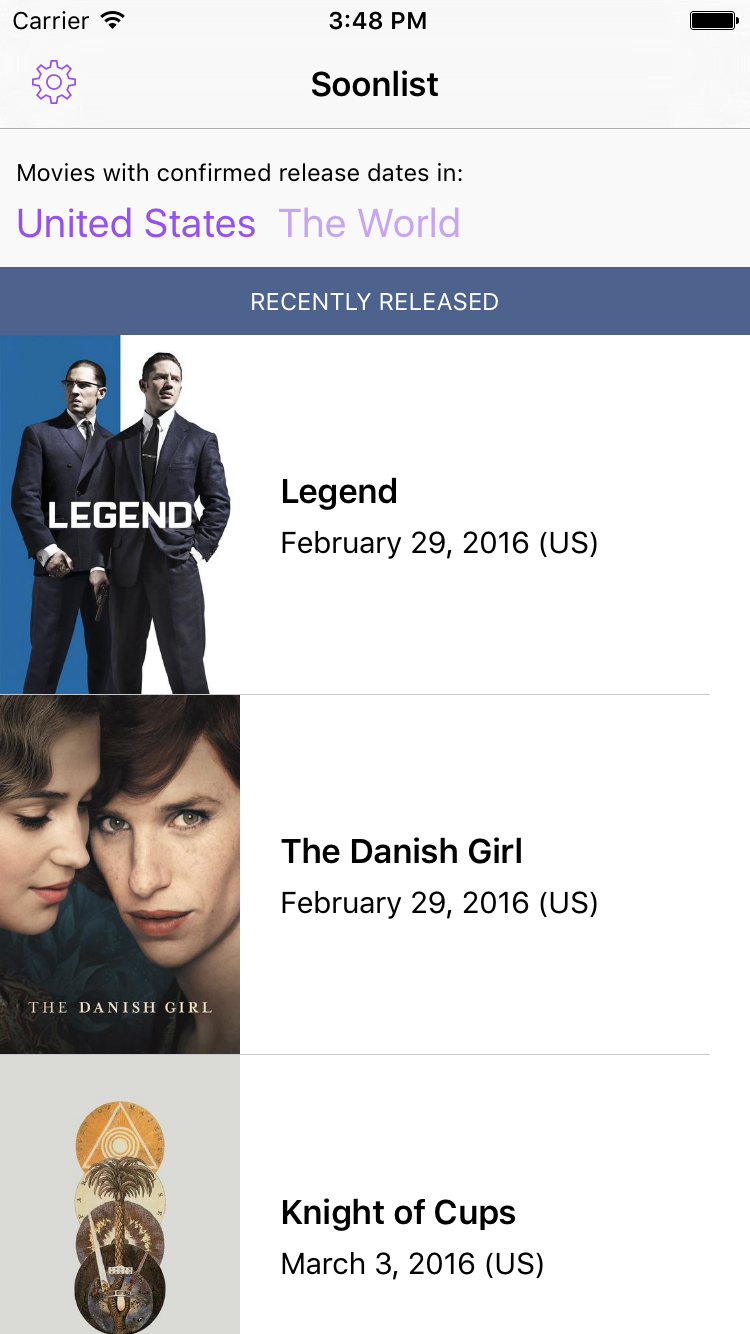 Carrier
3:48 PM
Soonlist
Movies with confirmed release dates in:
United States The World
RECENTLY RELEASED
LEGEND
Legend
February 29, 2016 (US)
THE DANISH GIRL
The Danish Girl
February 29, 2016 (US)
Knight of Cups
March 3, 2016 (US)